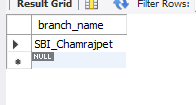 Result Grid Filter Rows:
branch_name
SBI_Chamrajpet
NULL